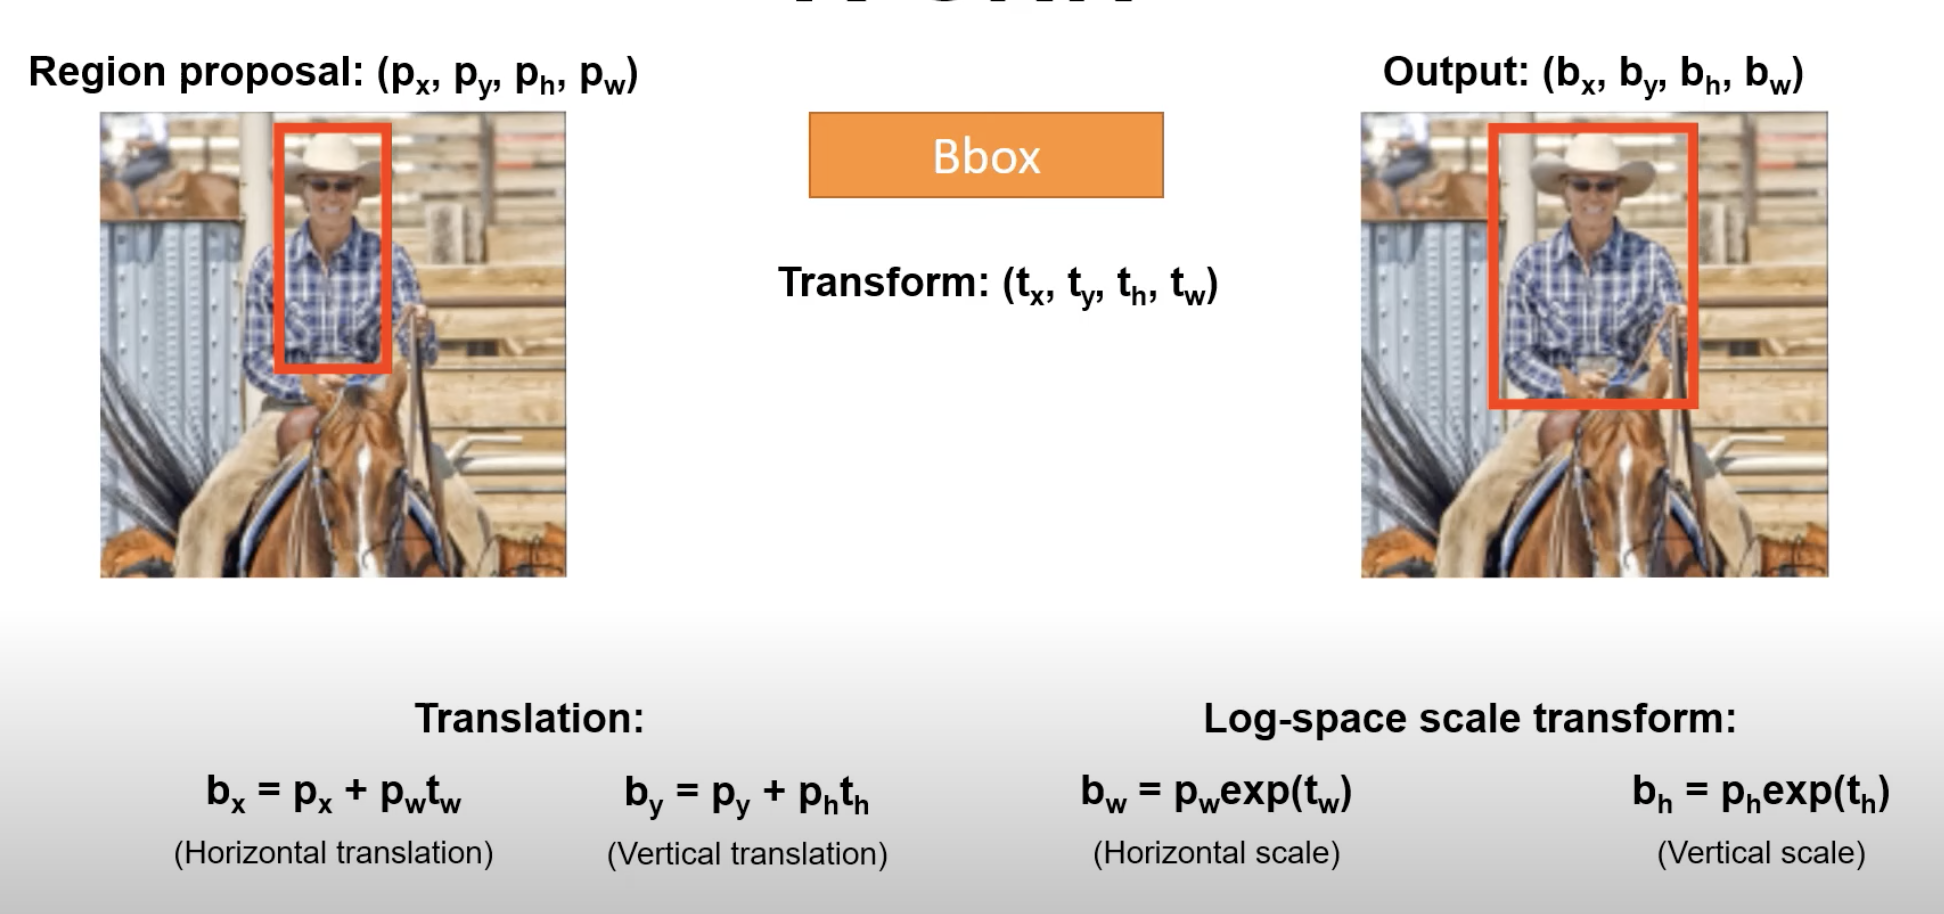 Region proposal: (px, py, ph, pw)
Output: (bx, by, bh, bw)
Bbox
Transform: (tx, ty, th, tw)
Translation:
Log-space scale transform:
bx = px + pwtw
by = py + phth
bw = pwexp(tw)
bh = phexp(th)
(Horizontal translation)
(Vertical translation)
(Horizontal scale)
(Vertical scale)